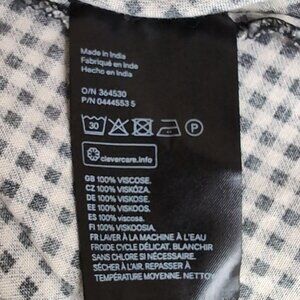 Made in India
Fabriqué en Inde
Hecho en India
O/N 364530
P/N 0444553 5
30
P
clevercare.info
GB 100% VISCOSE.
CZ 100% VISKÓZA.
DK 100% VISKOSE.
EE 100% VISKOOS.
ES 100% viscosa.
FI 100% VISKOOSIA.
FR LAVER À LA MACHINE À L'EAU
FROIDE CYCLE DÉLICAT. BLANCHIR
SANS CHLORE SI NÉCESSAIRE.
SÉCHER À L'AIR. REPASSER À
TEMPÉRATURE MOYENNE. NETTOY